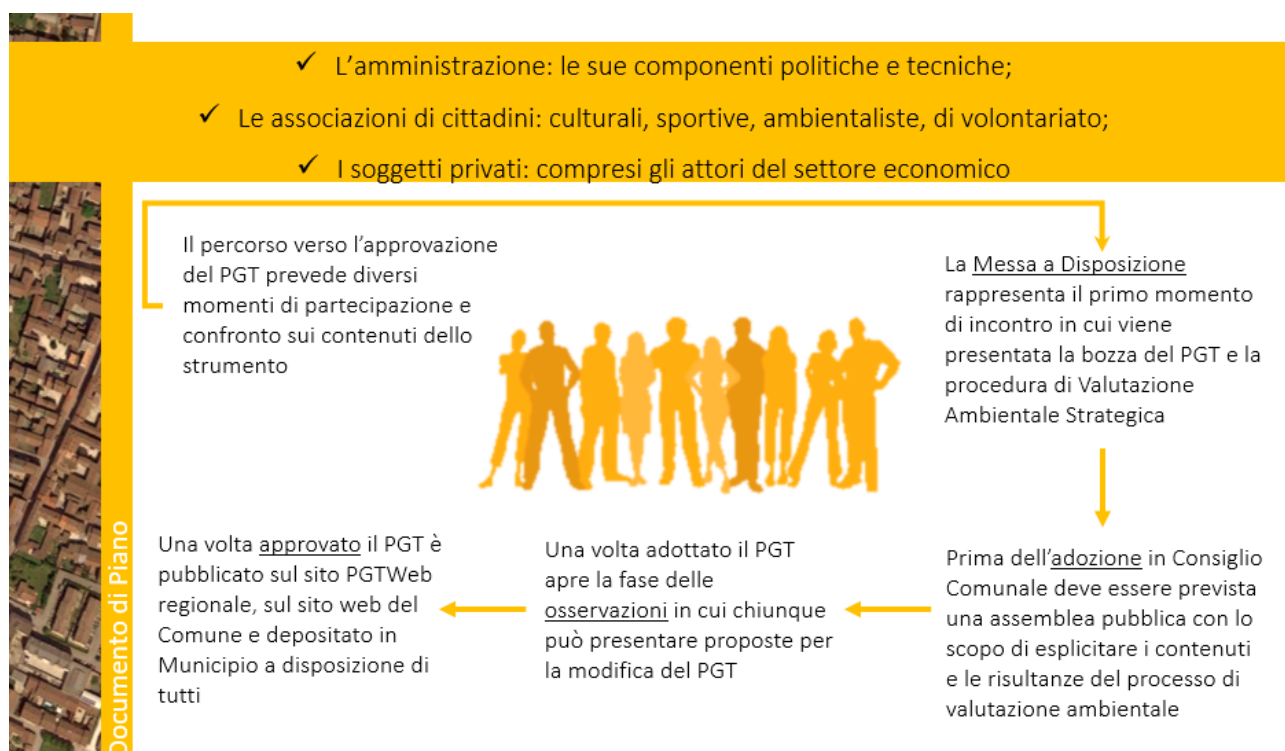 ✓ L'amministrazione: le sue componenti politiche e tecniche;
✓ Le associazioni di cittadini: culturali, sportive, ambientaliste, di volontariato;
✓ I soggetti privati: compresi gli attori del settore economico
Il percorso verso l'approvazione
del PGT prevede diversi
momenti di partecipazione e
confronto sui contenuti dello
strumento
La Messa a Disposizione
rappresenta il primo momento
di incontro in cui viene
presentata la bozza del PGT e la
procedura di Valutazione
Ambientale Strategica
Prima dell'adozione in Consiglio
Comunale deve essere prevista
una assemblea pubblica con lo
scopo di esplicitare i contenuti
e le risultanze del processo di
valutazione ambientale
Una volta adottato il PGT
apre la fase delle
osservazioni in cui chiunque
può presentare proposte per
la modifica del PGT
Una volta approvato il PGT è
pubblicato sul sito PGTWeb
regionale, sul sito web del
Comune e depositato in
Municipio a disposizione di
tutti
Documento di Piano